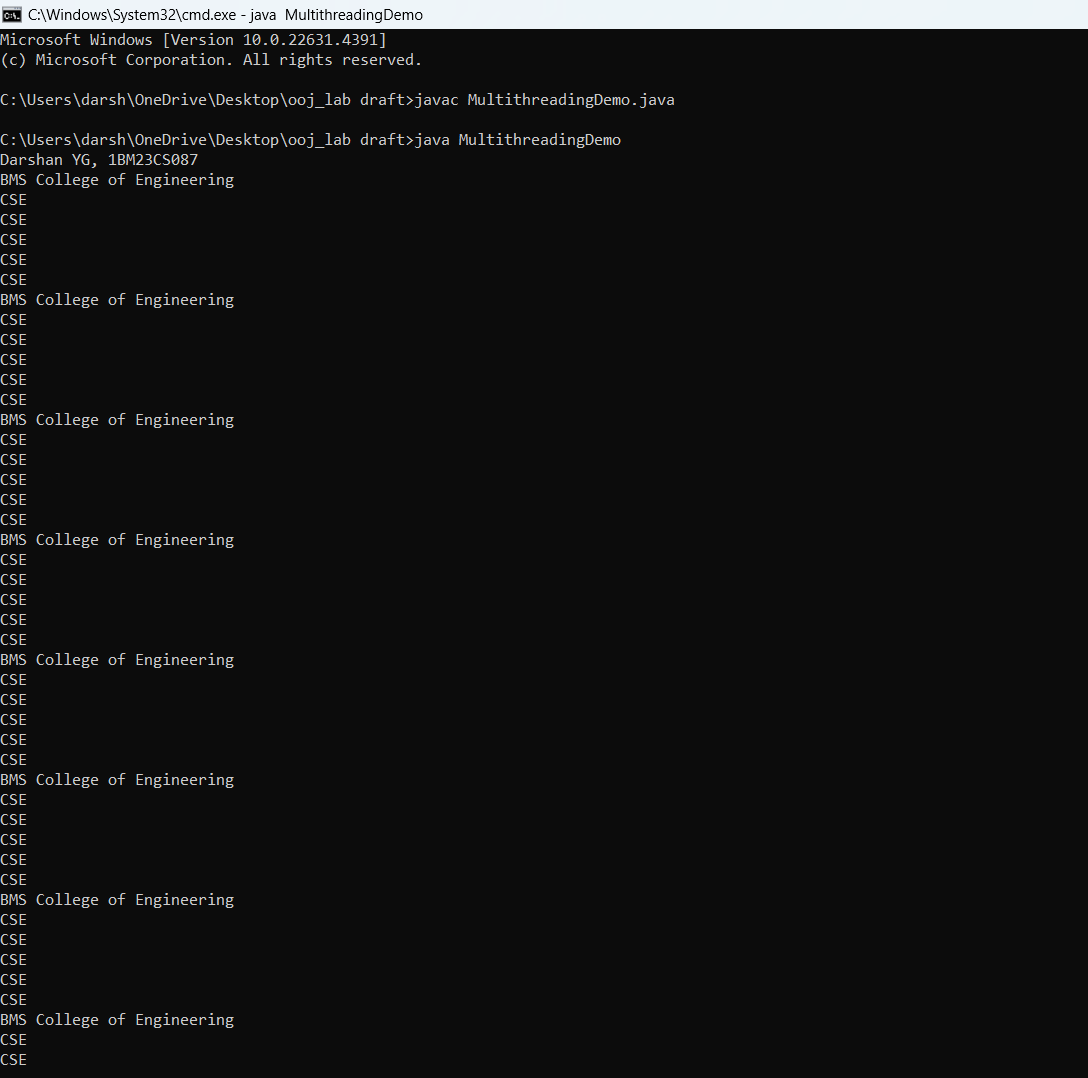 C:\Windows\System32\cmd.exe - java  MultithreadingDemo
Microsoft Windows [Version 10.0.22631.4391]
(c) Microsoft Corporation. All rights reserved.
C:\Users\darsh\OneDrive\Desktop\ooj_lab draft>javac MultithreadingDemo.java
C:\Users\darsh\OneDrive\Desktop\ooj_lab draft>java MultithreadingDemo
Darshan YG, 1BM23CS087
BMS College of Engineering
CSE
CSE
CSE
CSE
CSE
BMS College of Engineering
CSE
CSE
CSE
CSE
CSE
BMS College of Engineering
CSE
CSE
CSE
CSE
CSE
BMS College of Engineering
CSE
CSE
CSE
CSE
CSE
BMS College of Engineering
CSE
CSE
CSE
CSE
CSE
BMS College of Engineering
CSE
CSE
CSE
CSE
CSE
BMS College of Engineering
CSE
CSE
CSE
CSE
CSE
BMS College of Engineering
CSE
CSE